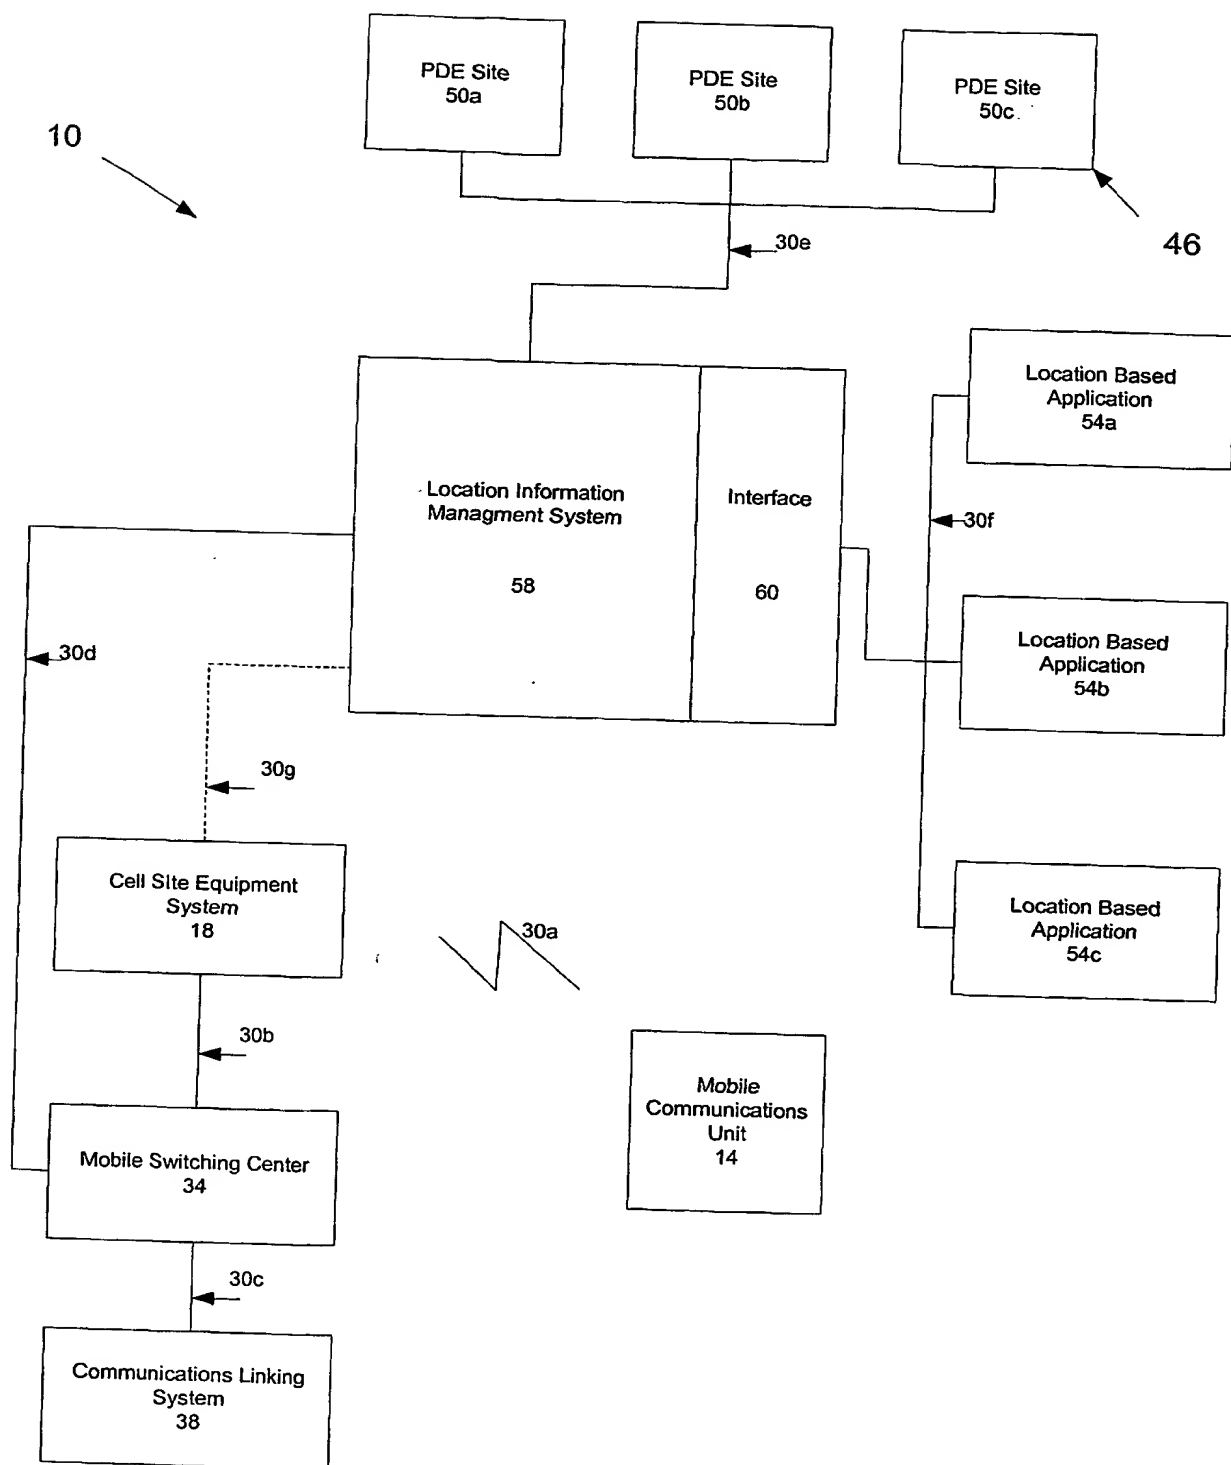 PDE Site
50a
PDE Site
50b
PDE Site
50c.
10
46
30e
Location Based
Application
54a
Location Information
Managment System
58
Interface
60
30f
30d
Location Based
Application
54b
30g
Cell SIte Equipment
System
18
30a
Location Based
Application
54c
30b
Mobile
Communications
Unit
14
Mobile Switching Center
34
30c
Communications Linking
System
38